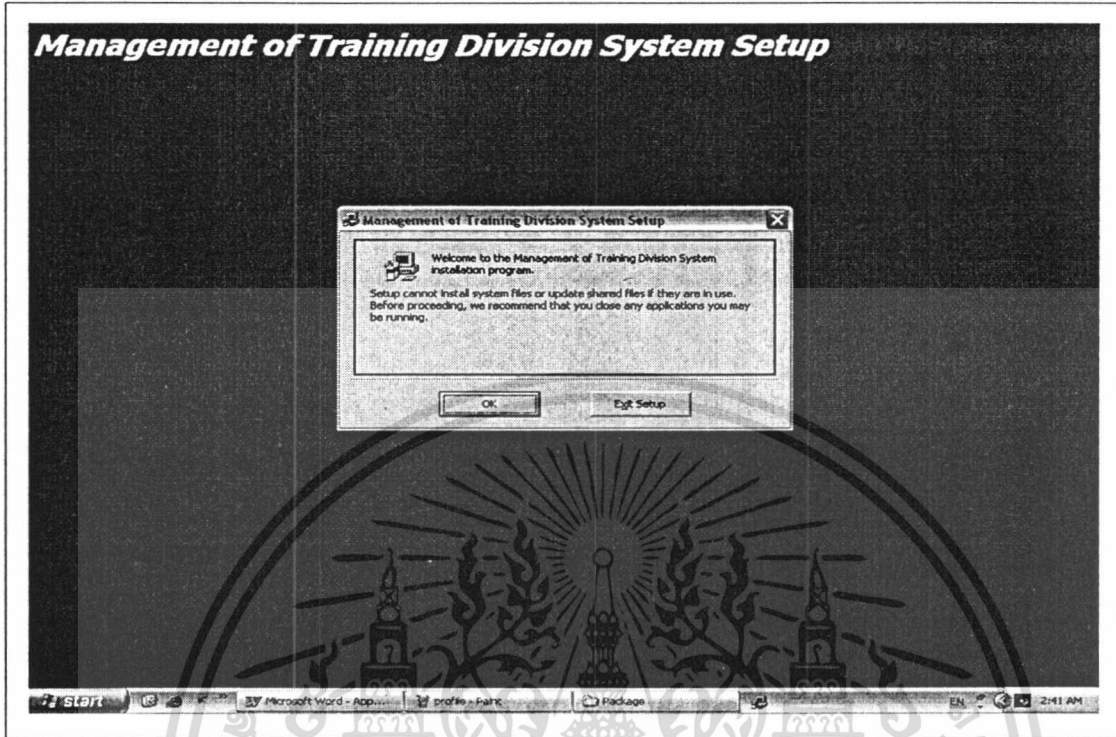 Management of Training Division System Setup
Management of Training Division System Setup
Welcome to the Management of Training Division System
installation program.
Setup cannot install system files or update shared files if they are in use.
Before proceeding, we recommend that you close any applications you may
be running.
OK
Exit Setup
start
Microsoft Word - App...
profile - Paint
Package
EN
2:41 AM